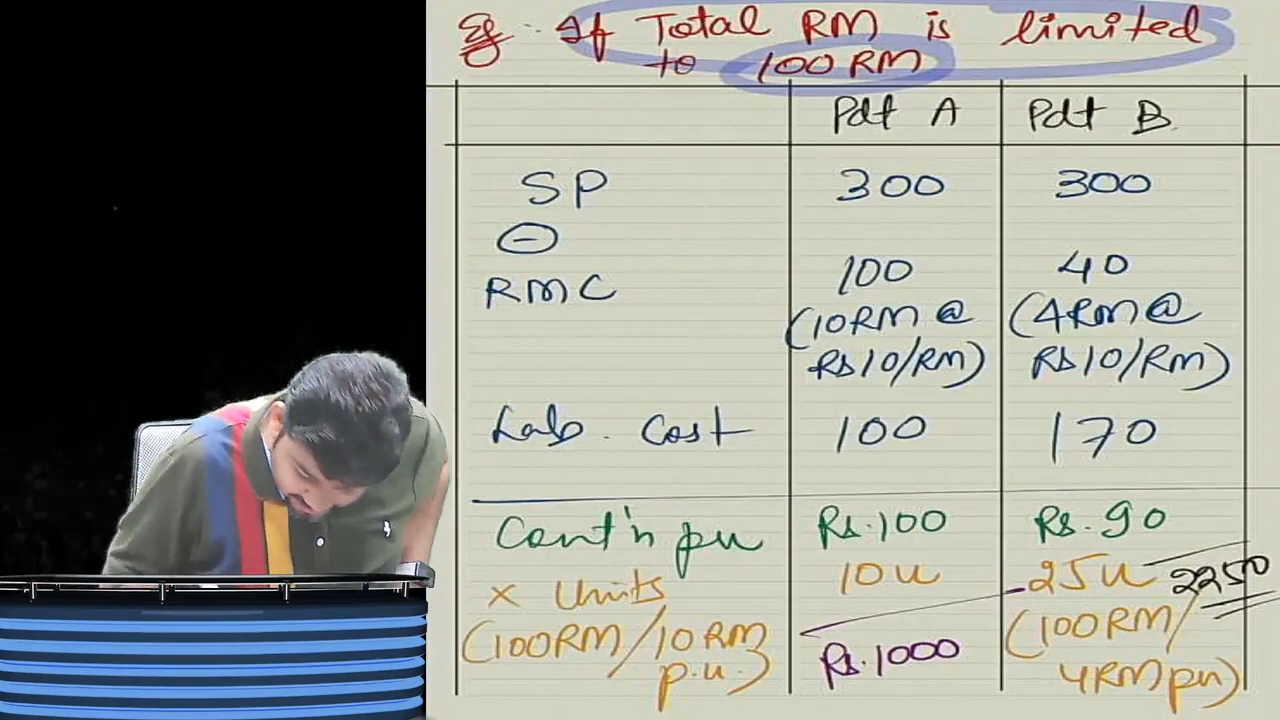 Eg. If Total RM is limited
to 100 RM
Pdt A Pdt B
SP 300 300
(-)
RMC 100 40
(10RM @ (4RM @
Rs10/RM) Rs10/RM)
Lab. Cost 100 170
Cont'n pu Rs.100 Rs.90
x Units 10u 25u 2250
(100RM/10RM (100RM/
p.u.) Rs.1000 4RM pu)